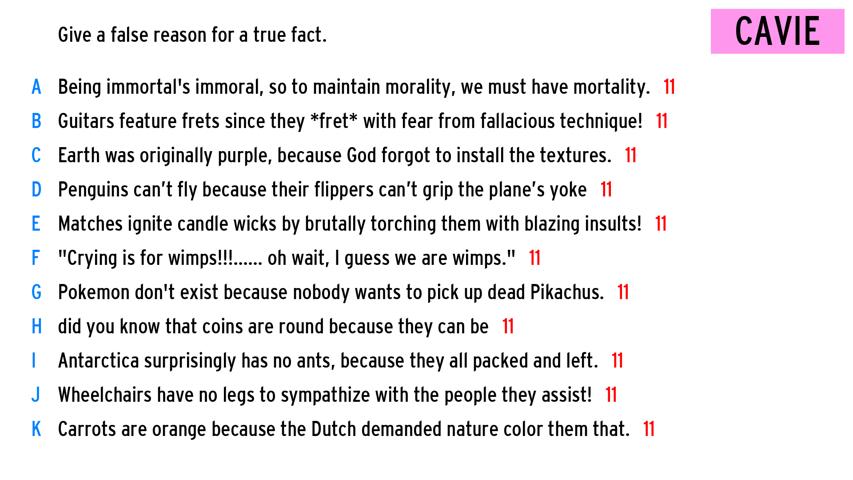 Give a false reason for a true fact.
CAVIE
A Being immortal's immoral, so to maintain morality, we must have mortality. 11
B Guitars feature frets since they *fret* with fear from fallacious technique! 11
C Earth was originally purple, because God forgot to install the textures. 11
D Penguins can't fly because their flippers can't grip the plane's yoke 11
E Matches ignite candle wicks by brutally torching them with blazing insults! 11
F "Crying is for wimps!!!...... oh wait, I guess we are wimps." 11
G Pokemon don't exist because nobody wants to pick up dead Pikachus. 11
H did you know that coins are round because they can be 11
I Antarctica surprisingly has no ants, because they all packed and left. 11
J Wheelchairs have no legs to sympathize with the people they assist! 11
K Carrots are orange because the Dutch demanded nature color them that. 11